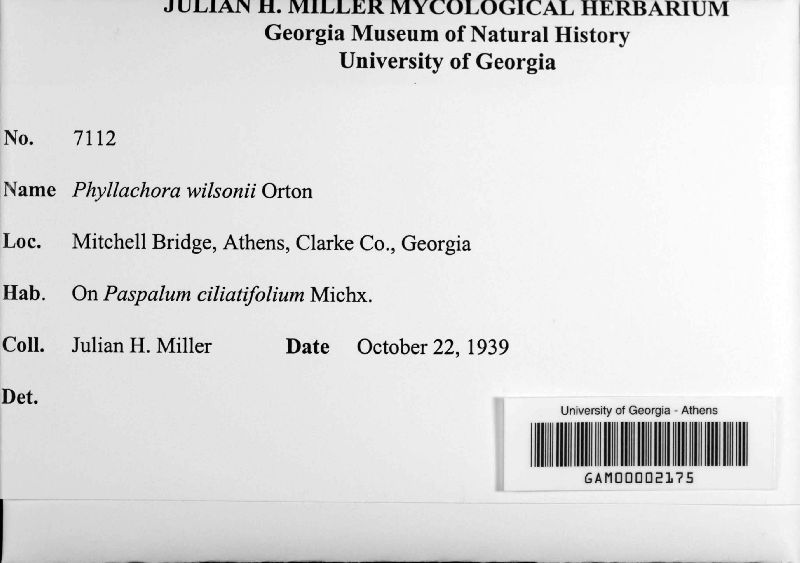 JULIAN H. MILLER MYCOLOGICAL HERBARIUM
Georgia Museum of Natural History
University of Georgia
No. 7112
Name Phyllachora wilsonii Orton
Loc. Mitchell Bridge, Athens, Clarke Co., Georgia
Hab. On Paspalum ciliatifolium Michx.
Coll. Julian H. Miller Date October 22, 1939
Det.
University of Georgia - Athens
GAM00002175